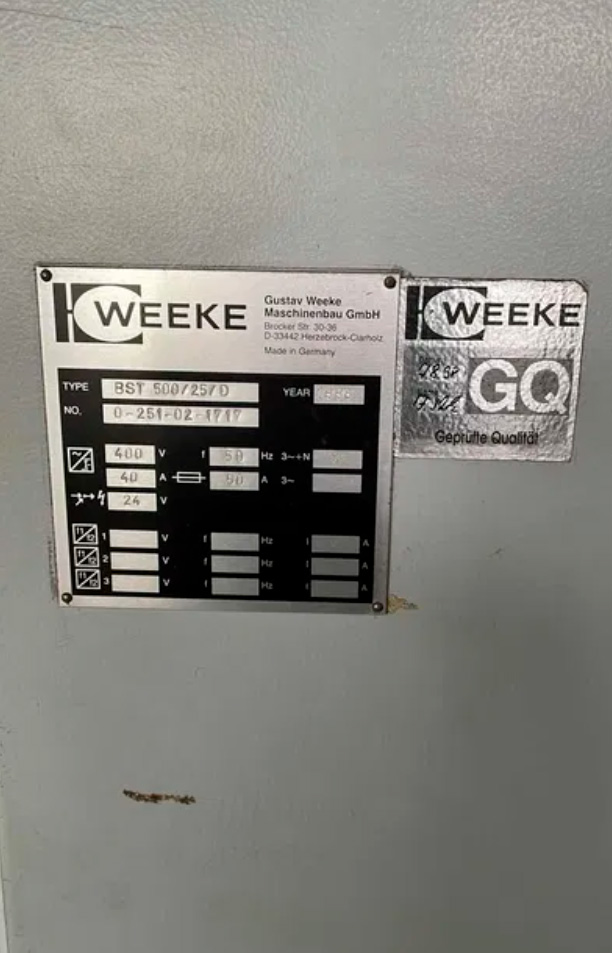 WEEKE
Gustav Weeke
Maschinenbau GmbH
Brocker Str. 30-36
D-33442 Herzebrock-Clarholz
Made in Germany
TYPE BST 500/25/D YEAR
NO. 0-251-02-1717
400 V f 50 Hz 3~+N
40 A 50 A 3~
24 V
1 V f Hz I A
2 V f Hz I A
3 V f Hz I A
WEEKE
GQ
Geprüfte Qualität